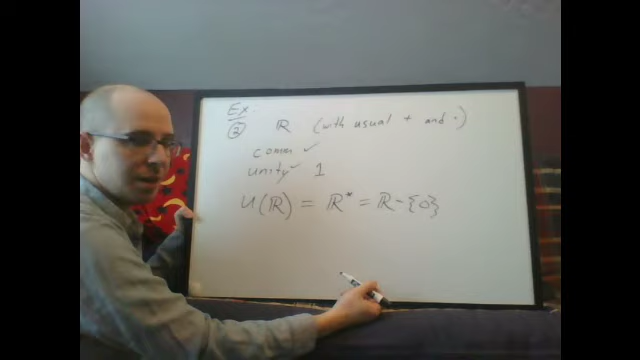 Ex.
② ℝ (with usual + and ·)
comm ✓
unity ✓ 1
U(ℝ) = ℝ* = ℝ - {0}